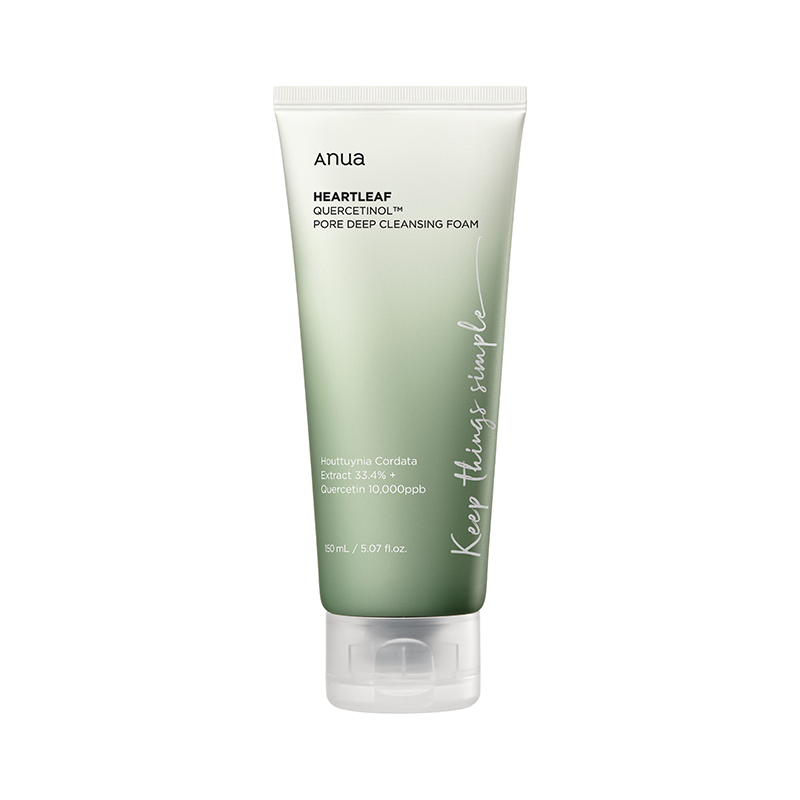 Anua
HEARTLEAF
QUERCETINOL™
PORE DEEP CLEANSING FOAM
Keep things simple
Houttuynia Cordata
Extract 33.4% +
Quercetin 10,000ppb
150 mL / 5.07 fl.oz.